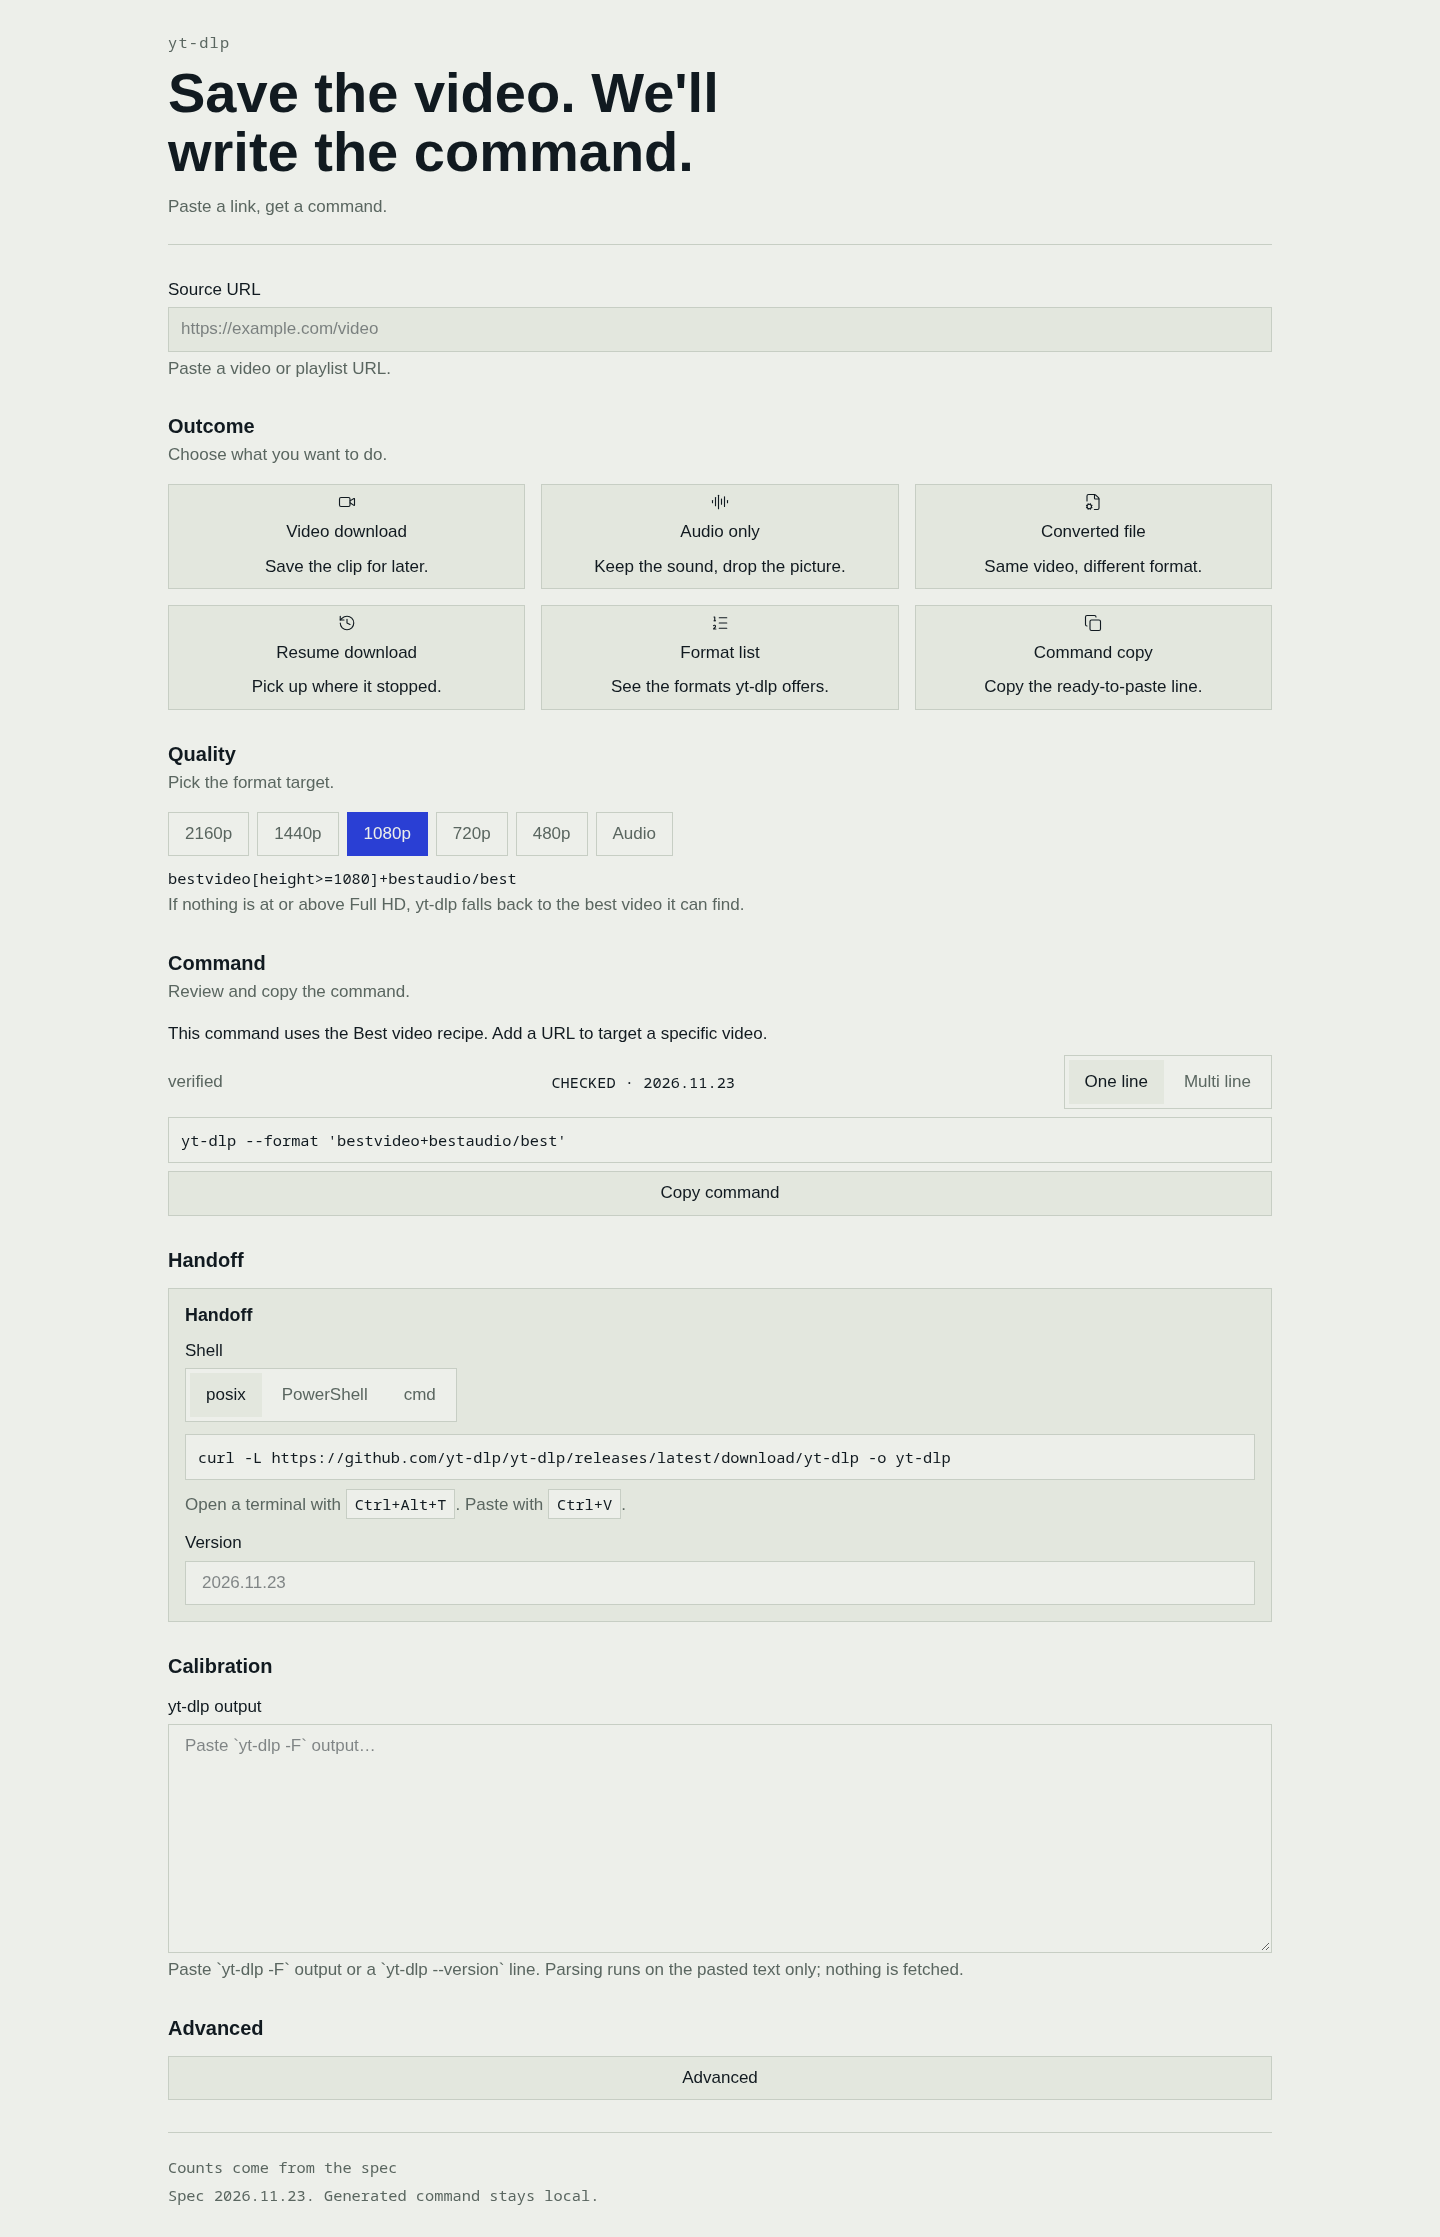 yt-dlp
Save the video. We'll
write the command.
Paste a link, get a command.
Source URL
https://example.com/video
Paste a video or playlist URL.
Outcome
Choose what you want to do.
Video download
Save the clip for later.
Audio only
Keep the sound, drop the picture.
Converted file
Same video, different format.
Resume download
Pick up where it stopped.
Format list
See the formats yt-dlp offers.
Command copy
Copy the ready-to-paste line.
Quality
Pick the format target.
2160p 1440p 1080p 720p 480p Audio
bestvideo[height>=1080]+bestaudio/best
If nothing is at or above Full HD, yt-dlp falls back to the best video it can find.
Command
Review and copy the command.
This command uses the Best video recipe. Add a URL to target a specific video.
verified CHECKED · 2026.11.23 One line Multi line
yt-dlp --format 'bestvideo+bestaudio/best'
Copy command
Handoff
Handoff
Shell
posix PowerShell cmd
curl -L https://github.com/yt-dlp/yt-dlp/releases/latest/download/yt-dlp -o yt-dlp
Open a terminal with Ctrl+Alt+T. Paste with Ctrl+V.
Version
2026.11.23
Calibration
yt-dlp output
Paste `yt-dlp -F` output…
Paste `yt-dlp -F` output or a `yt-dlp --version` line. Parsing runs on the pasted text only; nothing is fetched.
Advanced
Advanced
Counts come from the spec
Spec 2026.11.23. Generated command stays local.